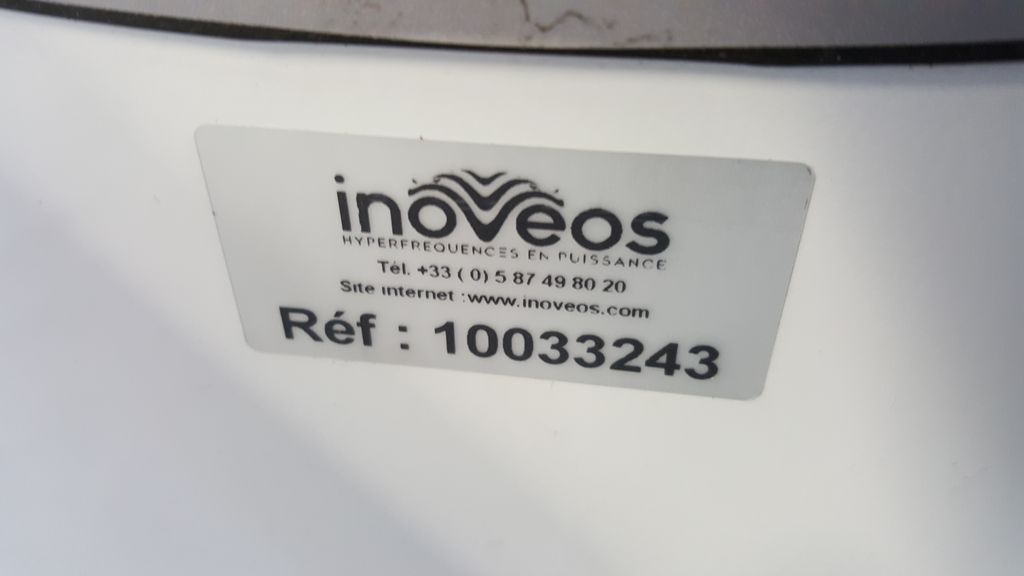 inoveos
HYPERFREQUENCES EN PUISSANCE
Tél. +33 ( 0) 5 87 49 80 20
Site internet :www.inoveos.com
Réf : 10033243